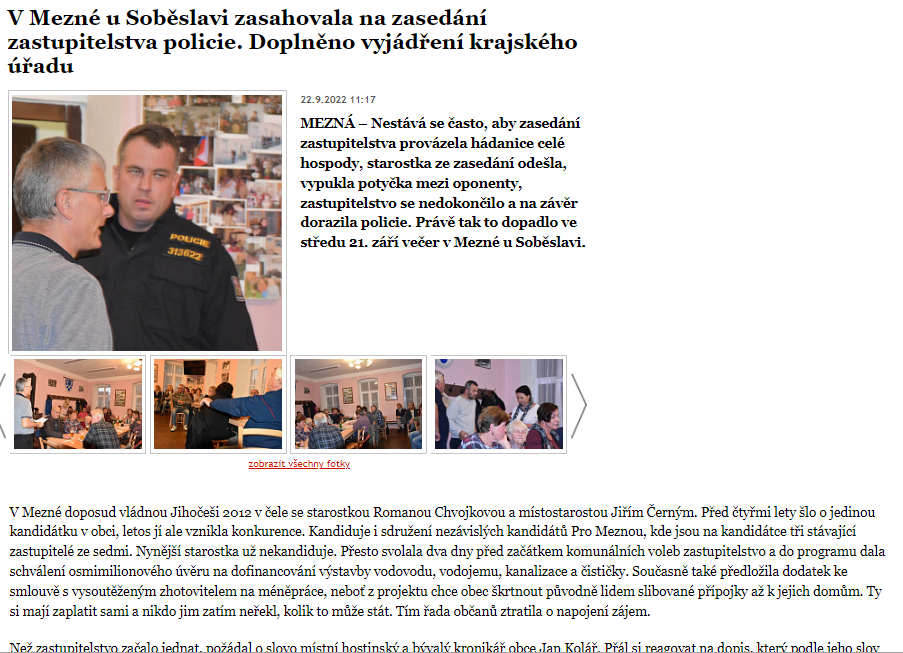 V Mezné u Soběslavi zasahovala na zasedání
zastupitelstva policie. Doplněno vyjádření krajského
úřadu
22.9.2022 11:17
MEZNÁ – Nestává se často, aby zasedání
zastupitelstva provázela hádanice celé
hospody, starostka ze zasedání odešla,
vypukla potyčka mezi oponenty,
zastupitelstvo se nedokončilo a na závěr
dorazila policie. Právě tak to dopadlo ve
středu 21. září večer v Mezné u Soběslavi.
POLICIE
313622
zobrazit všechny fotky
V Mezné doposud vládnou Jihočeši 2012 v čele se starostkou Romanou Chvojkovou a místostarostou Jiřím Černým. Před čtyřmi lety šlo o jedinou
kandidátku v obci, letos jí ale vznikla konkurence. Kandiduje i sdružení nezávislých kandidátů Pro Meznou, kde jsou na kandidátce tři stávající
zastupitelé ze sedmi. Nynější starostka už nekandiduje. Přesto svolala dva dny před začátkem komunálních voleb zastupitelstvo a do programu dala
schválení osmimilionového úvěru na dofinancování výstavby vodovodu, vodojemu, kanalizace a čističky. Současně také předložila dodatek ke
smlouvě s vysoutěženým zhotovitelem na méněpráce, neboť z projektu chce obec škrtnout původně lidem slibované přípojky až k jejich domům. Ty
si mají zaplatit sami a nikdo jim zatím neřekl, kolik to může stát. Tím řada občanů ztratila o napojení zájem.
Než zastupitelstvo začalo jednat, požádal o slovo místní hostinský a bývalý kronikář obce Jan Kolář. Přál si reagovat na dopis, který podle jeho slov